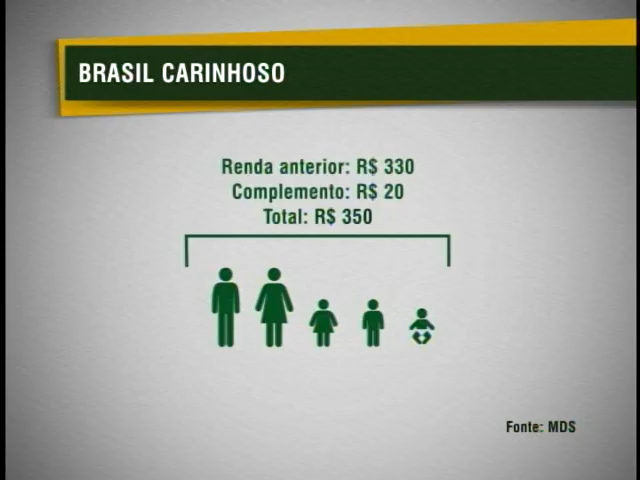 BRASIL CARINHOSO
Renda anterior: R$ 330
Complemento: R$ 20
Total: R$ 350
Fonte: MDS